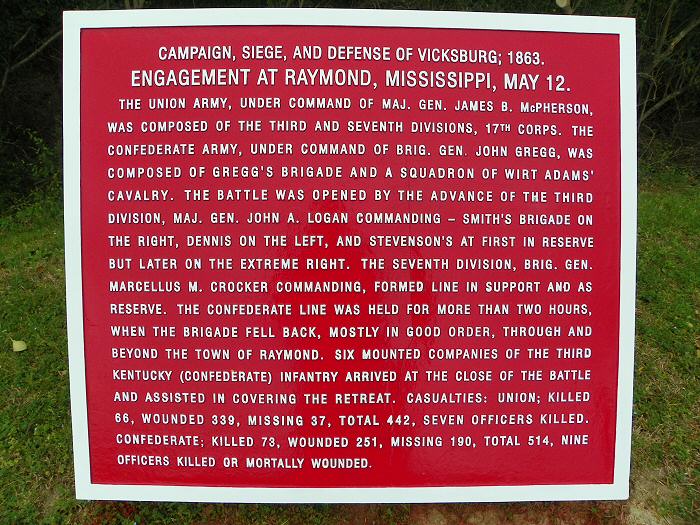 CAMPAIGN, SIEGE, AND DEFENSE OF VICKSBURG; 1863.
ENGAGEMENT AT RAYMOND, MISSISSIPPI, MAY 12.
THE UNION ARMY, UNDER COMMAND OF MAJ. GEN. JAMES B. McPHERSON,
WAS COMPOSED OF THE THIRD AND SEVENTH DIVISIONS, 17TH CORPS. THE
CONFEDERATE ARMY, UNDER COMMAND OF BRIG. GEN. JOHN GREGG, WAS
COMPOSED OF GREGG'S BRIGADE AND A SQUADRON OF WIRT ADAMS'
CAVALRY. THE BATTLE WAS OPENED BY THE ADVANCE OF THE THIRD
DIVISION, MAJ. GEN. JOHN A. LOGAN COMMANDING – SMITH'S BRIGADE ON
THE RIGHT, DENNIS ON THE LEFT, AND STEVENSON'S AT FIRST IN RESERVE
BUT LATER ON THE EXTREME RIGHT. THE SEVENTH DIVISION, BRIG. GEN.
MARCELLUS M. CROCKER COMMANDING, FORMED LINE IN SUPPORT AND AS
RESERVE. THE CONFEDERATE LINE WAS HELD FOR MORE THAN TWO HOURS,
WHEN THE BRIGADE FELL BACK, MOSTLY IN GOOD ORDER, THROUGH AND
BEYOND THE TOWN OF RAYMOND. SIX MOUNTED COMPANIES OF THE THIRD
KENTUCKY (CONFEDERATE) INFANTRY ARRIVED AT THE CLOSE OF THE BATTLE
AND ASSISTED IN COVERING THE RETREAT. CASUALTIES: UNION; KILLED
66, WOUNDED 339, MISSING 37, TOTAL 442, SEVEN OFFICERS KILLED.
CONFEDERATE; KILLED 73, WOUNDED 251, MISSING 190, TOTAL 514, NINE
OFFICERS KILLED OR MORTALLY WOUNDED.